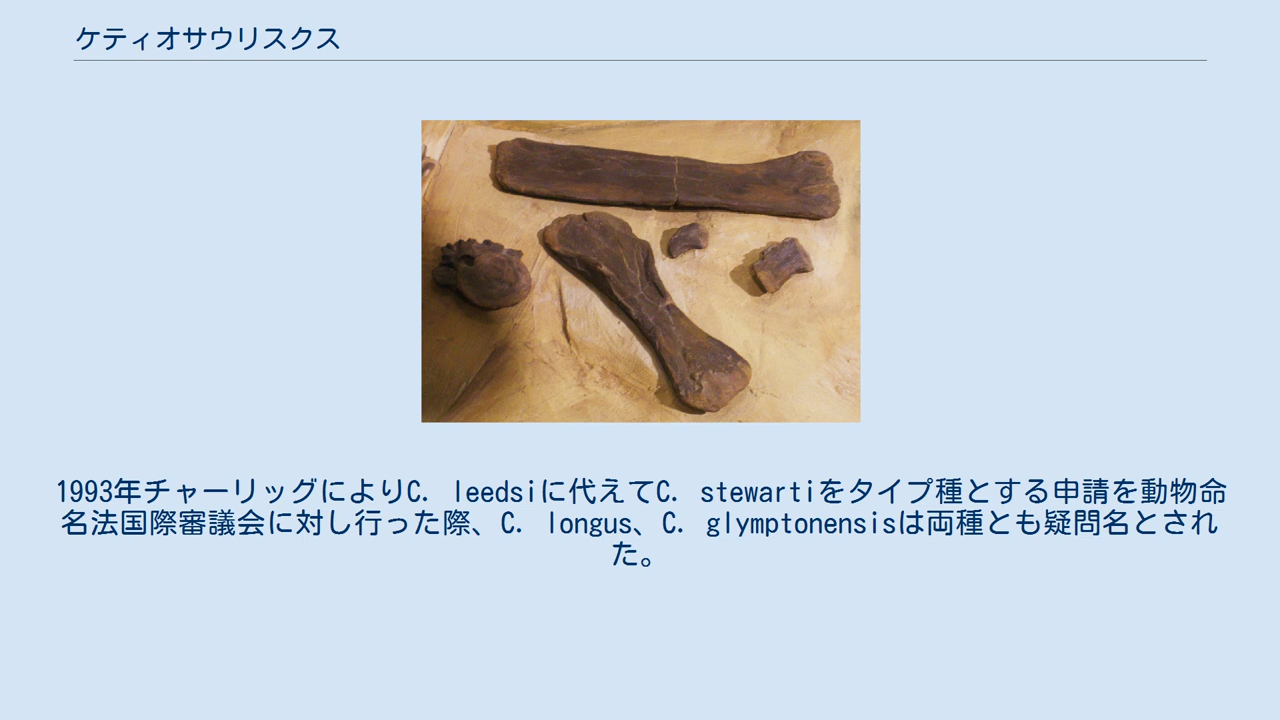 ケティオサウリスクス
1993年チャーリッグによりC. leedsiに代えてC. stewartiをタイプ種とする申請を動物命
名法国際審議会に対し行った際、C. longus、C. glymptonensisは両種とも疑問名とされ
た。